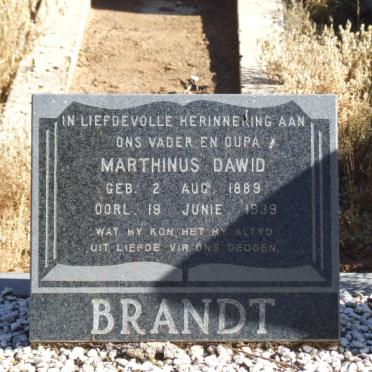 IN LIEFDEVOLLE HERINNERING AAN
ONS VADER EN OUPA
MARTHINUS DAWID
GEB. 2 AUG. 1889
OORL. 19 JUNIE 1939
WAT HY KON HET HY ALTYD
UIT LIEFDE VIR ONS GEDOEN.
BRANDT